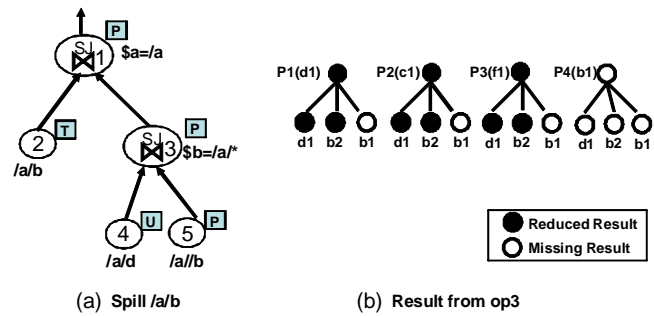 P
SJ
1
$a=/a
2
T
/a/b
P
SJ
3
$b=/a/*
4
U
/a/d
5
P
/a//b
(a) Spill /a/b
P1(d1)
P2(c1)
P3(f1)
P4(b1)
d1 b2 b1
d1 b2 b1
d1 b2 b1
d1 b2 b1
Reduced Result
Missing Result
(b) Result from op3